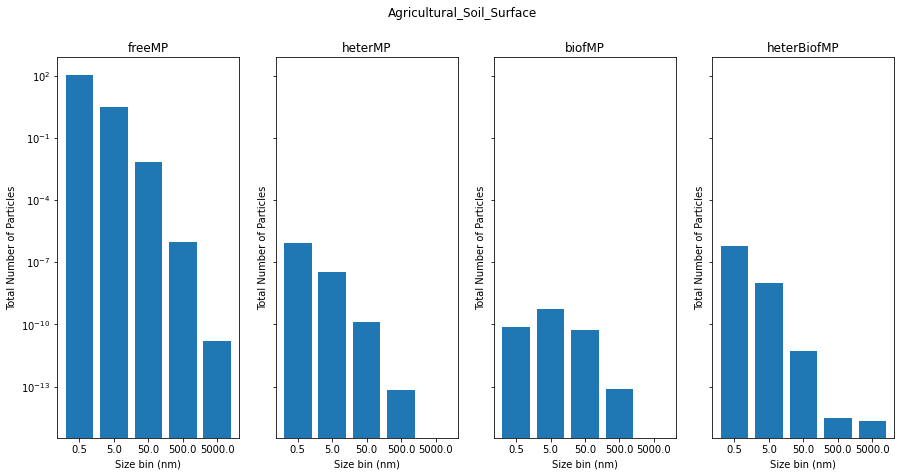 Agricultural_Soil_Surface
freeMP
heterMP
biofMP
heterBiofMP
Total Number of Particles
10^2
10^-1
10^-4
10^-7
10^-10
10^-13
0.5 5.0 50.0 500.0 5000.0
Size bin (nm)
Total Number of Particles
0.5 5.0 50.0 500.0 5000.0
Size bin (nm)
Total Number of Particles
0.5 5.0 50.0 500.0 5000.0
Size bin (nm)
Total Number of Particles
0.5 5.0 50.0 500.0 5000.0
Size bin (nm)